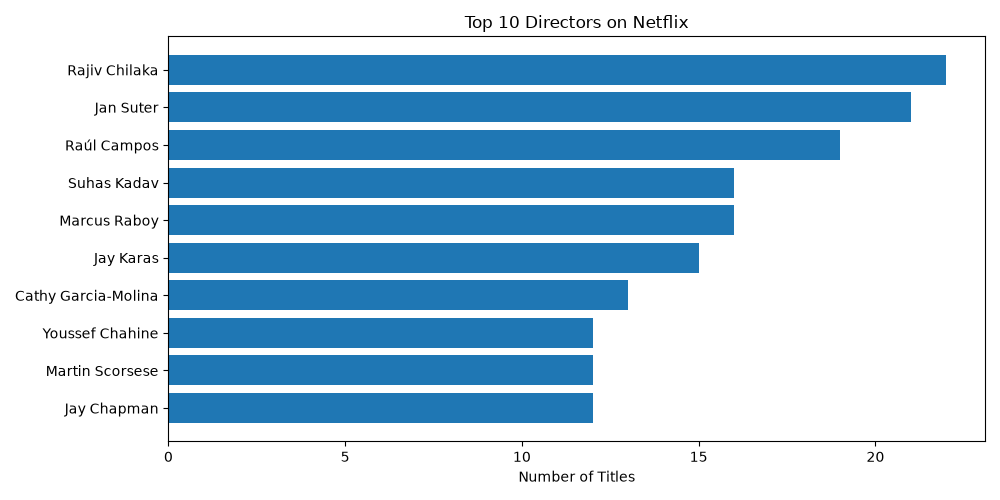 Top 10 Directors on Netflix
Rajiv Chilaka
Jan Suter
Raúl Campos
Suhas Kadav
Marcus Raboy
Jay Karas
Cathy Garcia-Molina
Youssef Chahine
Martin Scorsese
Jay Chapman
0 5 10 15 20
Number of Titles